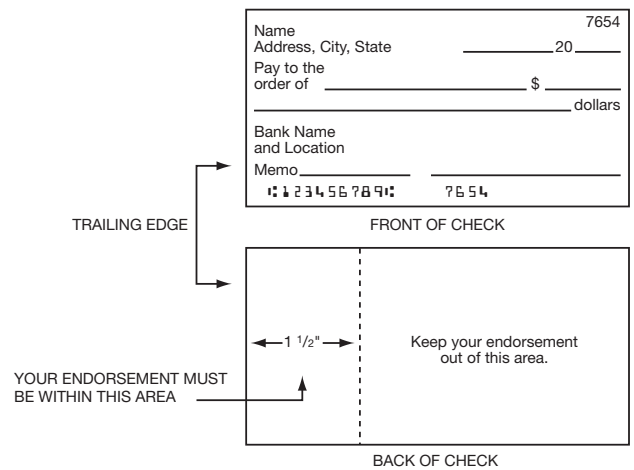 7654
Name
Address, City, State 20
Pay to the
order of $
dollars
Bank Name
and Location
Memo
⑆123456789⑆ 7654
TRAILING EDGE
FRONT OF CHECK
1 1/2"
Keep your endorsement
out of this area.
YOUR ENDORSEMENT MUST
BE WITHIN THIS AREA
BACK OF CHECK